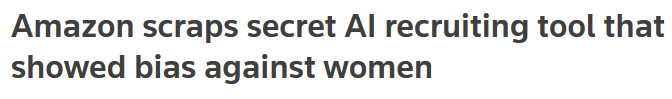 Amazon scraps secret AI recruiting tool that
showed bias against women